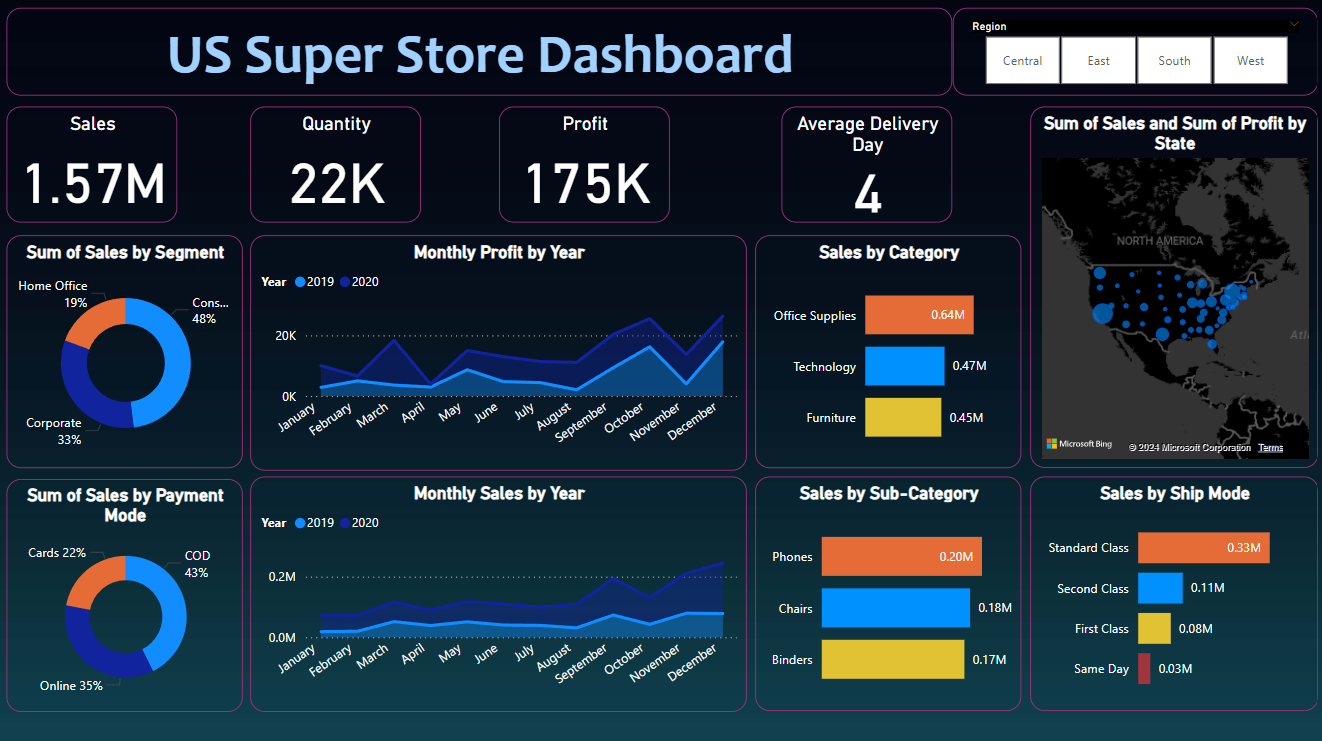 US Super Store Dashboard
Region
Central
East
South
West
Sales
1.57M
Quantity
22K
Profit
175K
Average Delivery
Day
4
Sum of Sales and Sum of Profit by
State
NORTH AMERICA
Microsoft Bing
© 2024 Microsoft Corporation Terms
Sum of Sales by Segment
Home Office
19%
Cons...
48%
Corporate
33%
Monthly Profit by Year
Year 2019 2020
20K
0K
January
February
March
April
May
June
July
August
September
October
November
December
Sales by Category
Office Supplies 0.64M
Technology 0.47M
Furniture 0.45M
Sum of Sales by Payment
Mode
Cards 22%
COD
43%
Online 35%
Monthly Sales by Year
Year 2019 2020
0.2M
0.0M
January
February
March
April
May
June
July
August
September
October
November
December
Sales by Sub-Category
Phones 0.20M
Chairs 0.18M
Binders 0.17M
Sales by Ship Mode
Standard Class 0.33M
Second Class 0.11M
First Class 0.08M
Same Day 0.03M